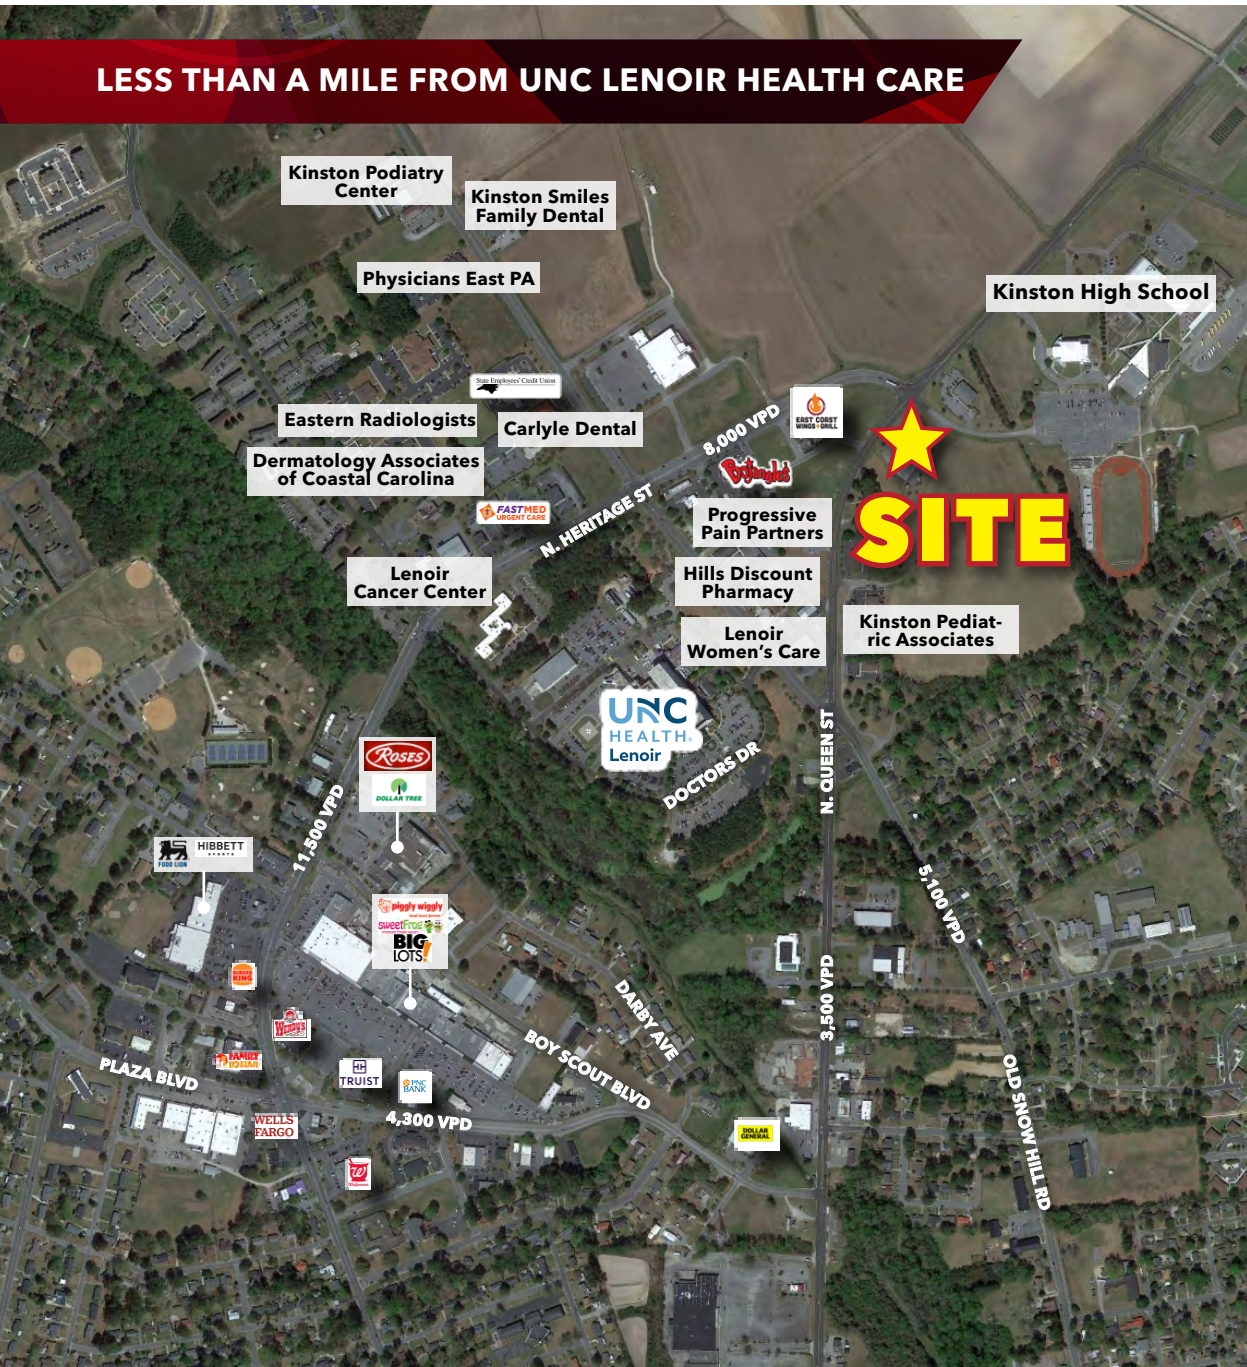 LESS THAN A MILE FROM UNC LENOIR HEALTH CARE
Kinston Podiatry
Center
Kinston Smiles
Family Dental
Physicians East PA
Kinston High School
State Employees' Credit Union
Eastern Radiologists
Carlyle Dental
8,000 VPD
EAST COAST
WINGS+GRILL
Dermatology Associates
of Coastal Carolina
Bojangles
SITE
FASTMED
URGENT CARE
N. HERITAGE ST
Progressive
Pain Partners
Lenoir
Cancer Center
Hills Discount
Pharmacy
Kinston Pediat-
ric Associates
Lenoir
Women's Care
UNC
HEALTH
Lenoir
DOCTORS DR
N. QUEEN ST
ROSES
DOLLAR TREE
11,500 VPD
FOOD LION
HIBBETT
SPORTS
5,100 VPD
piggly wiggly
sweetFrog
BIG
LOTS!
BURGER
KING
Wendy's
DARBY AVE
3,500 VPD
BOY SCOUT BLVD
FAMILY
DOLLAR
PLAZA BLVD
TRUIST
PNC
BANK
4,300 VPD
WELLS
FARGO
DOLLAR
GENERAL
OLD SNOW HILL RD
W
Walgreens